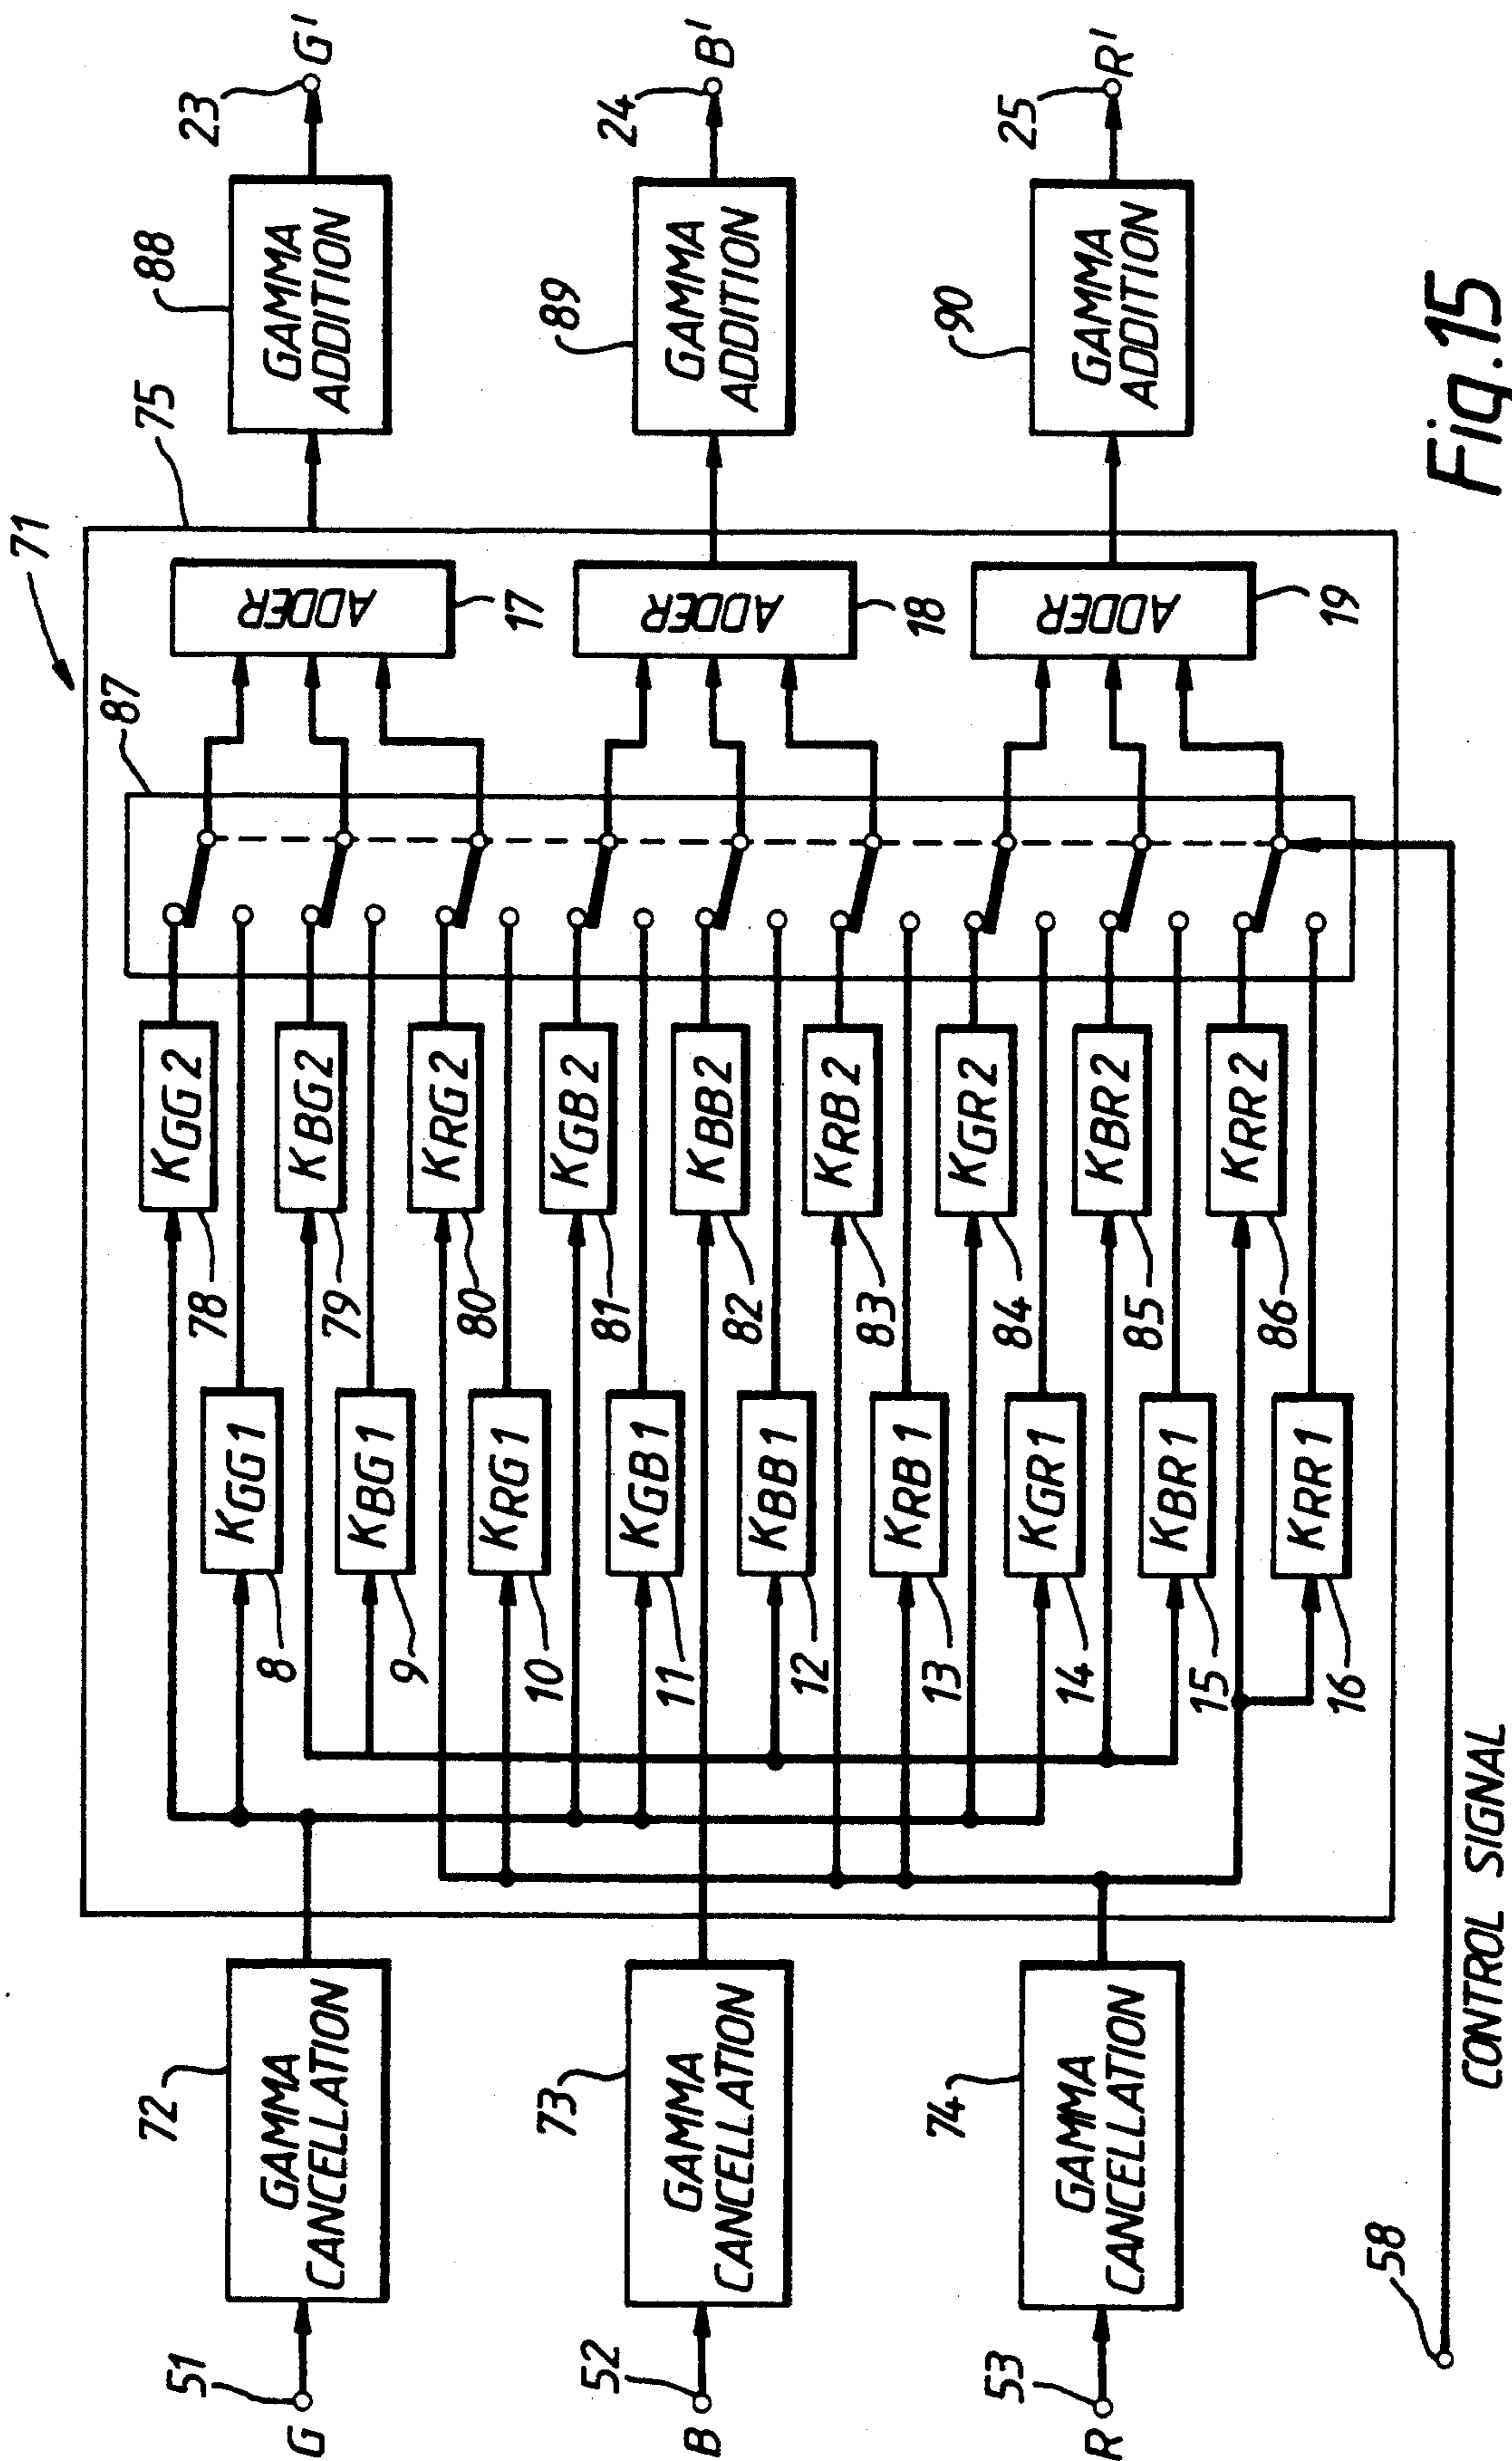 Fig.15
71
75
87
51
G
72
GAMMA
CANCELLATION
52
B
73
GAMMA
CANCELLATION
53
R
74
GAMMA
CANCELLATION
58
CONTROL SIGNAL
8
KGG1
9
KBG1
10
KRG1
11
KGB1
12
KBB1
13
KRB1
14
KGR1
15
KBR1
16
KRR1
78
KGG2
79
KBG2
80
KRG2
81
KGB2
82
KBB2
83
KRB2
84
KGR2
85
KBR2
86
KRR2
ADDER
17
ADDER
18
ADDER
19
88
GAMMA
ADDITION
23
G'
89
GAMMA
ADDITION
24
B'
90
GAMMA
ADDITION
25
R'